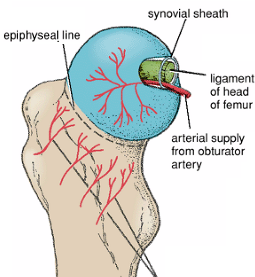 synovial sheath
epiphyseal line
ligament
of head
of femur
arterial supply
from obturator
artery